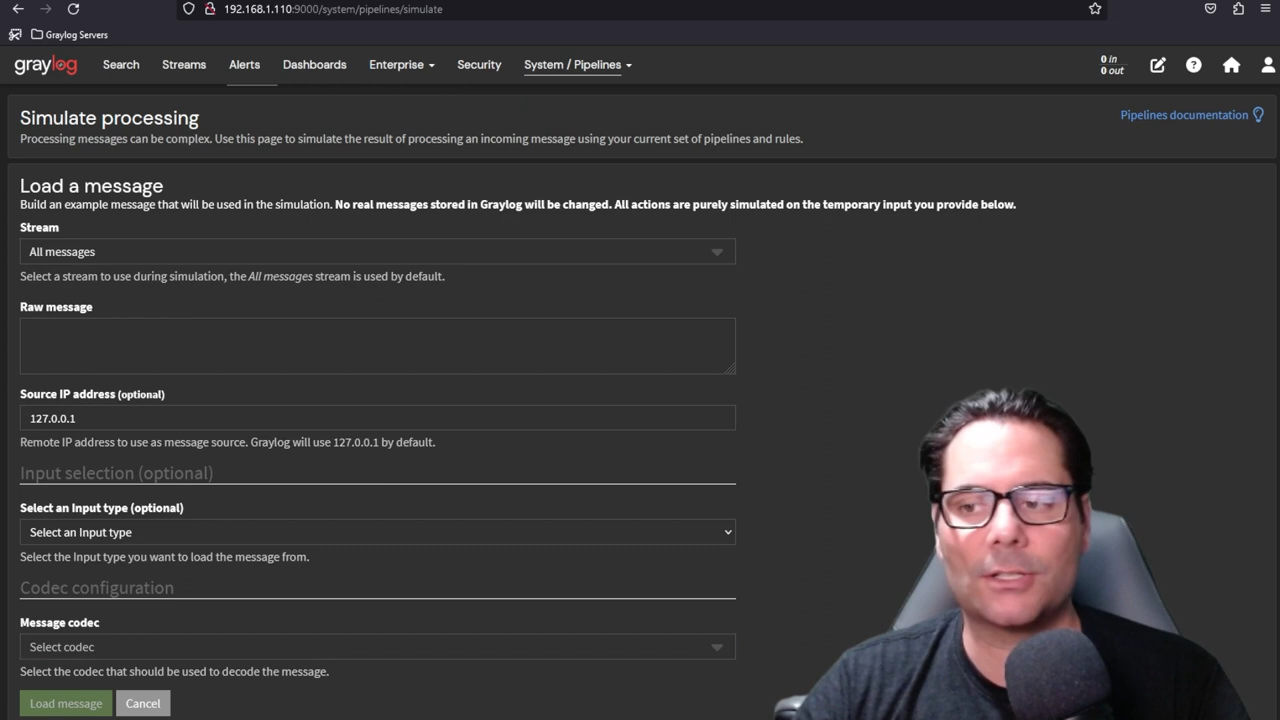 192.168.1.110:9000/system/pipelines/simulate
Graylog Servers
graylog Search Streams Alerts Dashboards Enterprise Security System / Pipelines 0 in
0 out
Simulate processing
Pipelines documentation
Processing messages can be complex. Use this page to simulate the result of processing an incoming message using your current set of pipelines and rules.
Load a message
Build an example message that will be used in the simulation. No real messages stored in Graylog will be changed. All actions are purely simulated on the temporary input you provide below.
Stream
All messages
Select a stream to use during simulation, the All messages stream is used by default.
Raw message
Source IP address (optional)
127.0.0.1
Remote IP address to use as message source. Graylog will use 127.0.0.1 by default.
Input selection (optional)
Select an Input type (optional)
Select an Input type
Select the Input type you want to load the message from.
Codec configuration
Message codec
Select codec
Select the codec that should be used to decode the message.
Load message Cancel